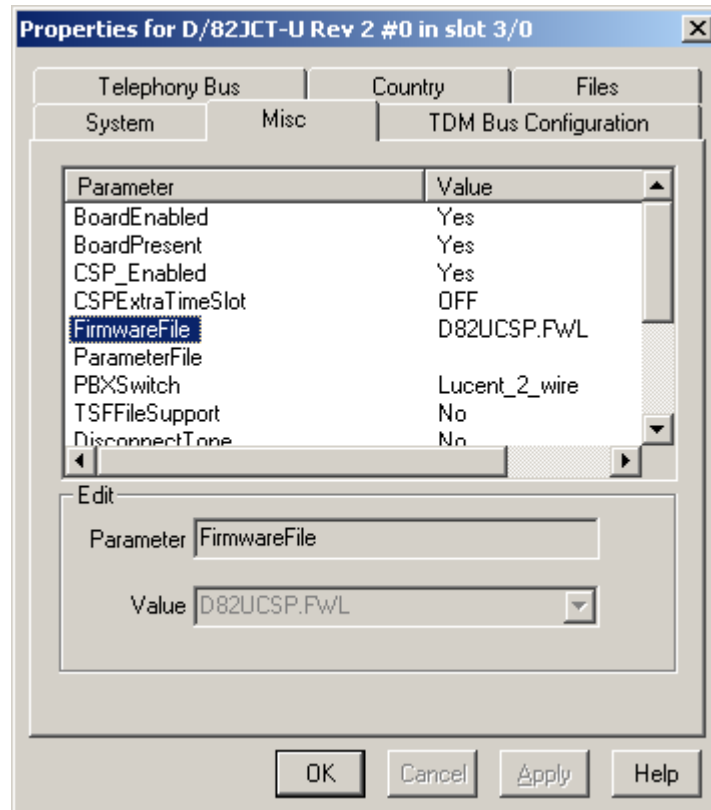 Properties for D/82JCT-U Rev 2 #0 in slot 3/0
Telephony Bus Country Files
System Misc TDM Bus Configuration
Parameter Value
BoardEnabled Yes
BoardPresent Yes
CSP_Enabled Yes
CSPExtraTimeSlot OFF
FirmwareFile D82UCSP.FWL
ParameterFile
PBXSwitch Lucent_2_wire
TSFFileSupport No
DisconnectTone No
Edit
Parameter FirmwareFile
Value D82UCSP.FWL
OK Cancel Apply Help